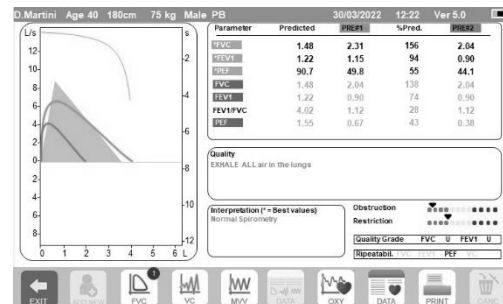 D.Martini Age 40 180cm 75 kg Male PB 30/03/2022 12:22 Ver 5.0
L/s
s
12-
10-
8-
6-
4-
2-
0-
2-
4-
6-
8-
-2
-4
-6
-8
-10
-12
0 1 2 3 4 5 6 L
Parameter Predicted PRE#1 %Pred. PRE#2
*FVC 1.48 2.31 156 2.04
*FEV1 1.22 1.15 94 0.90
*PEF 90.7 49.8 55 44.1
FVC 1.48 2.04 138 2.04
FEV1 1.22 0.90 74 0.90
FEV1/FVC 4.02 1.12 28 1.12
PEF 1.55 0.67 43 0.38
Quality
EXHALE ALL air in the lungs
Interpretation (* = Best values)
Normal Spirometry
Obstruction
Restriction
Quality Grade FVC U FEV1 U
Repeatabil. FVC FEV1 PEF VC
EXIT
ADD NEW
1
FVC
VC
MVV
DATA
OXY
DATA
PRINT